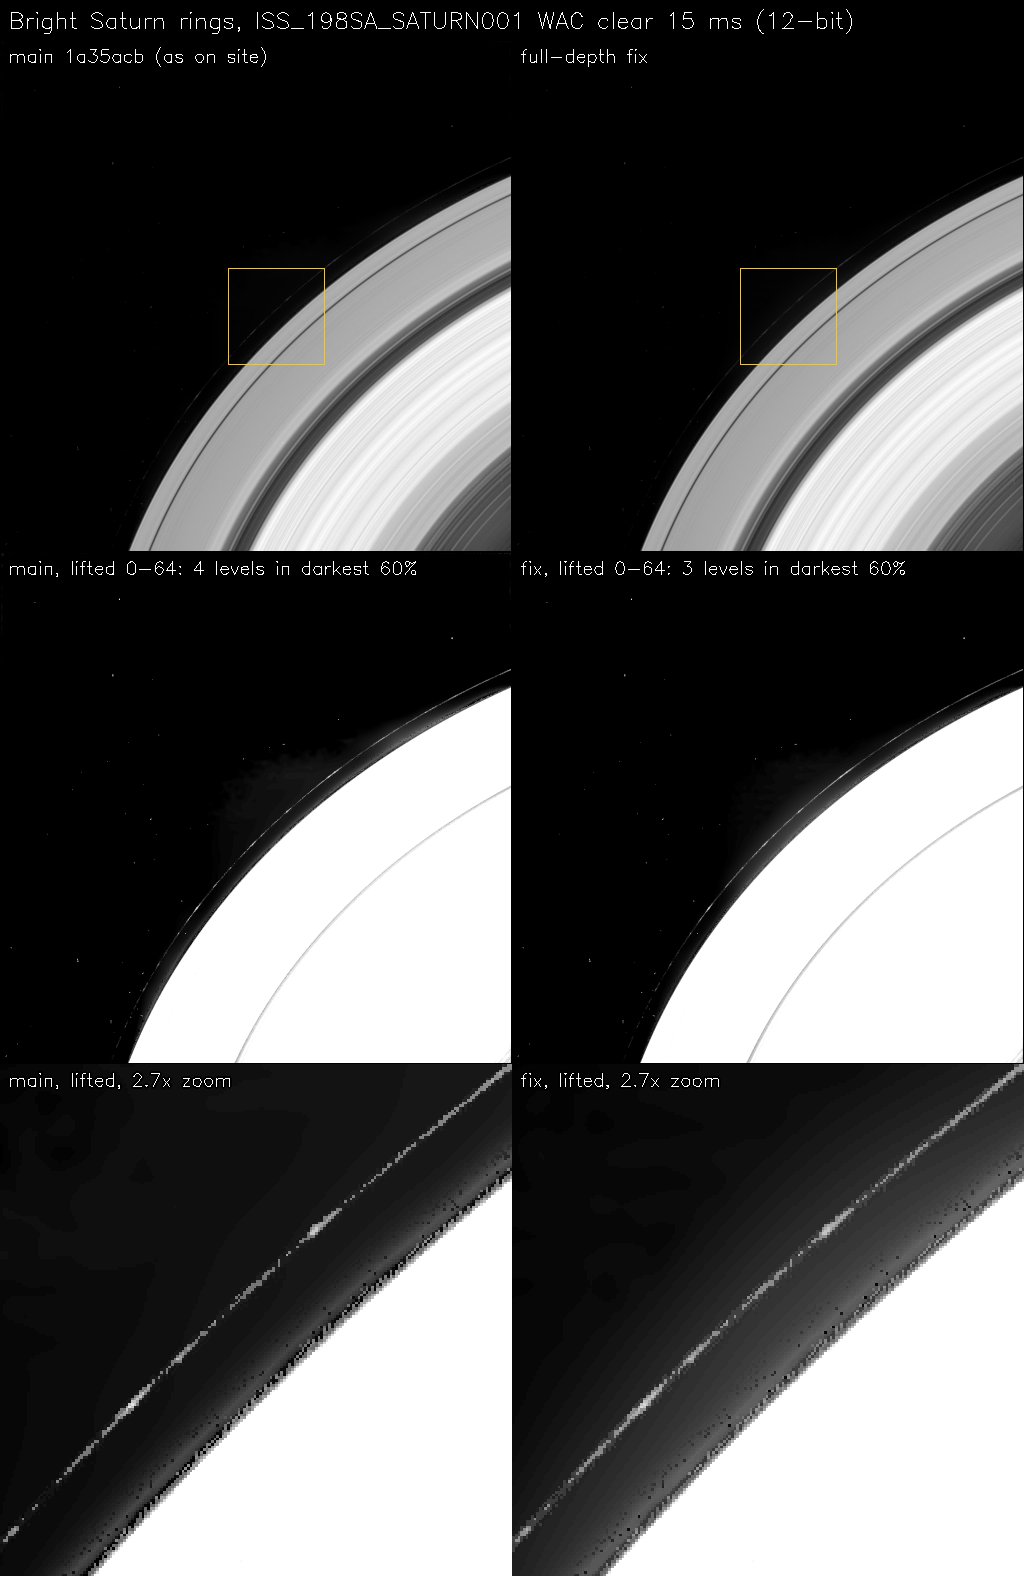 Bright Saturn rings, ISS_198SA_SATURN001 WAC clear 15 ms (12-bit)
main 1a35acb (as on site)
full-depth fix
main, lifted 0-64: 4 levels in darkest 60%
fix, lifted 0-64: 3 levels in darkest 60%
main, lifted, 2.7x zoom
fix, lifted, 2.7x zoom